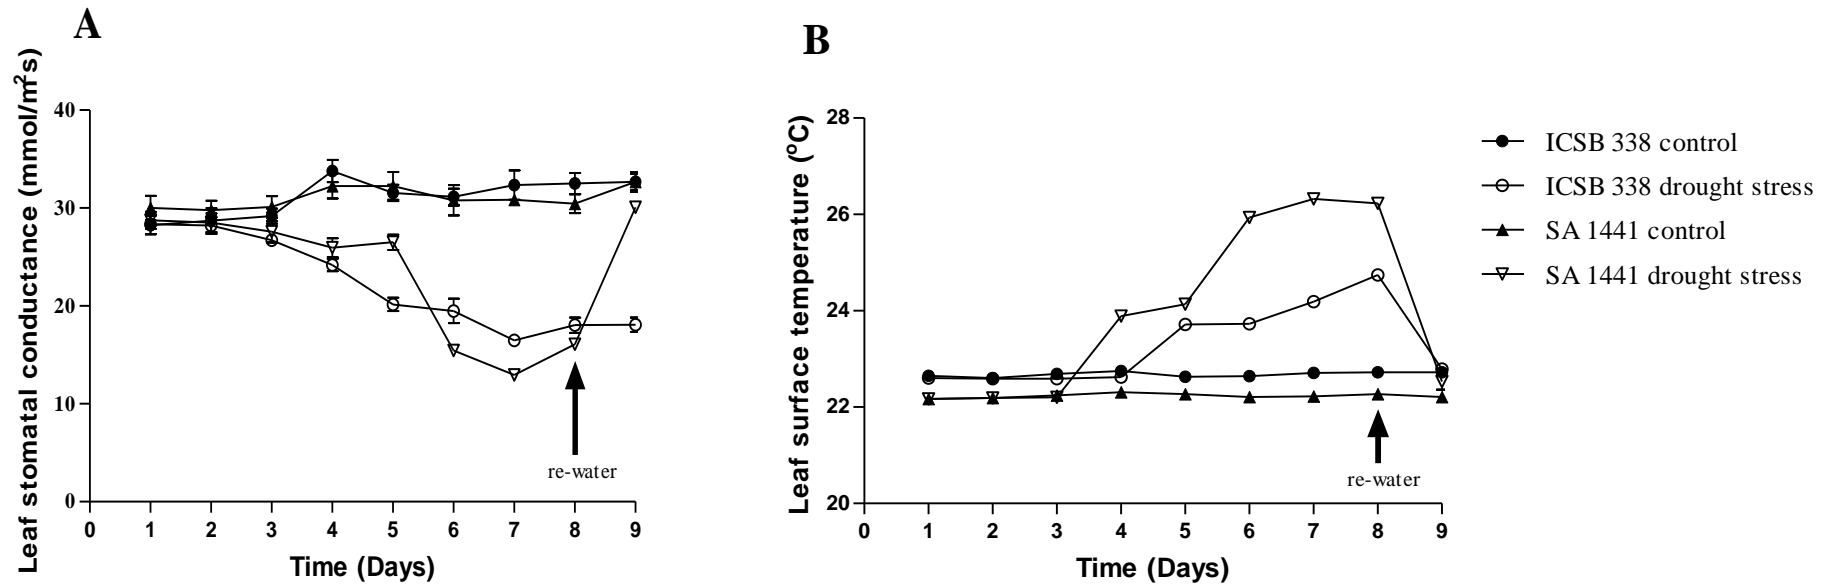 A
Leaf stomatal conductance (mmol/m²s)
40
30
20
10
0
0 1 2 3 4 5 6 7 8 9
re-water
Time (Days)
B
Leaf surface temperature (°C)
28
26
24
22
20
0 1 2 3 4 5 6 7 8 9
re-water
Time (Days)
ICSB 338 control
ICSB 338 drought stress
SA 1441 control
SA 1441 drought stress